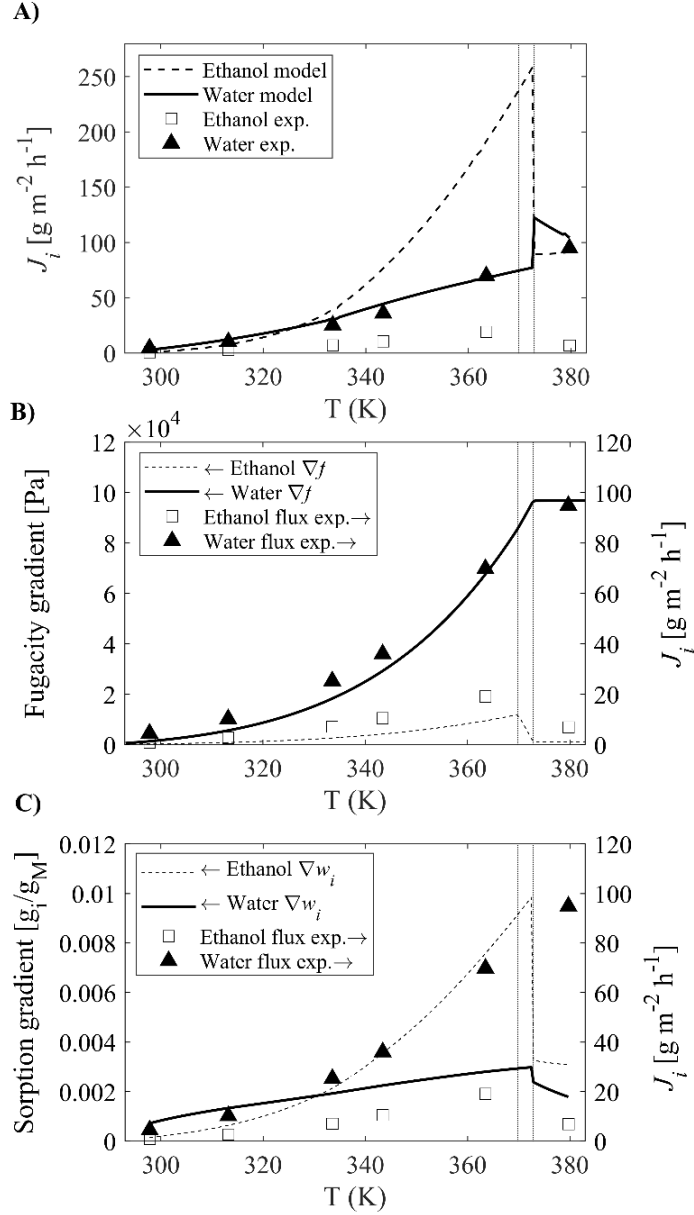 A)
Ethanol model
Water model
Ethanol exp.
Water exp.
250
200
150
100
50
0
J_i [g m⁻² h⁻¹]
300 320 340 360 380
T (K)
B)
×10⁴
12
10
8
6
4
2
0
Fugacity gradient [Pa]
← Ethanol ∇f
← Water ∇f
Ethanol flux exp.→
Water flux exp.→
120
100
80
60
40
20
0
J_i [g m⁻² h⁻¹]
300 320 340 360 380
T (K)
C)
0.012
0.01
0.008
0.006
0.004
0.002
0
Sorption gradient [g_i/g_M]
← Ethanol ∇w_i
← Water ∇w_i
Ethanol flux exp.→
Water flux exp.→
120
100
80
60
40
20
0
J_i [g m⁻² h⁻¹]
300 320 340 360 380
T (K)